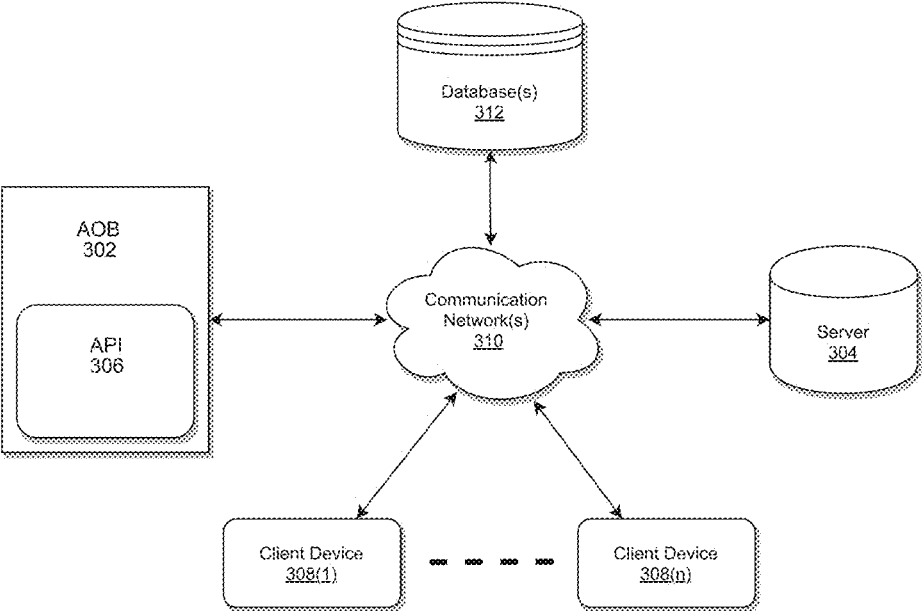 Database(s)
312
AOB
302
API
306
Communication
Network(s)
310
Server
304
Client Device
308(1)
Client Device
308(n)